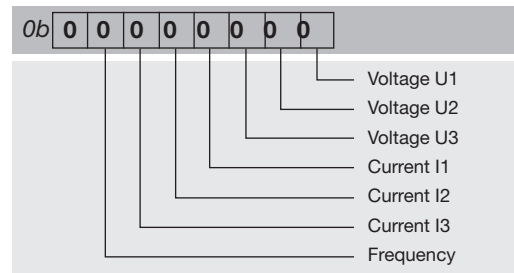 0b 0 0 0 0 0 0 0 0
Voltage U1
Voltage U2
Voltage U3
Current I1
Current I2
Current I3
Frequency